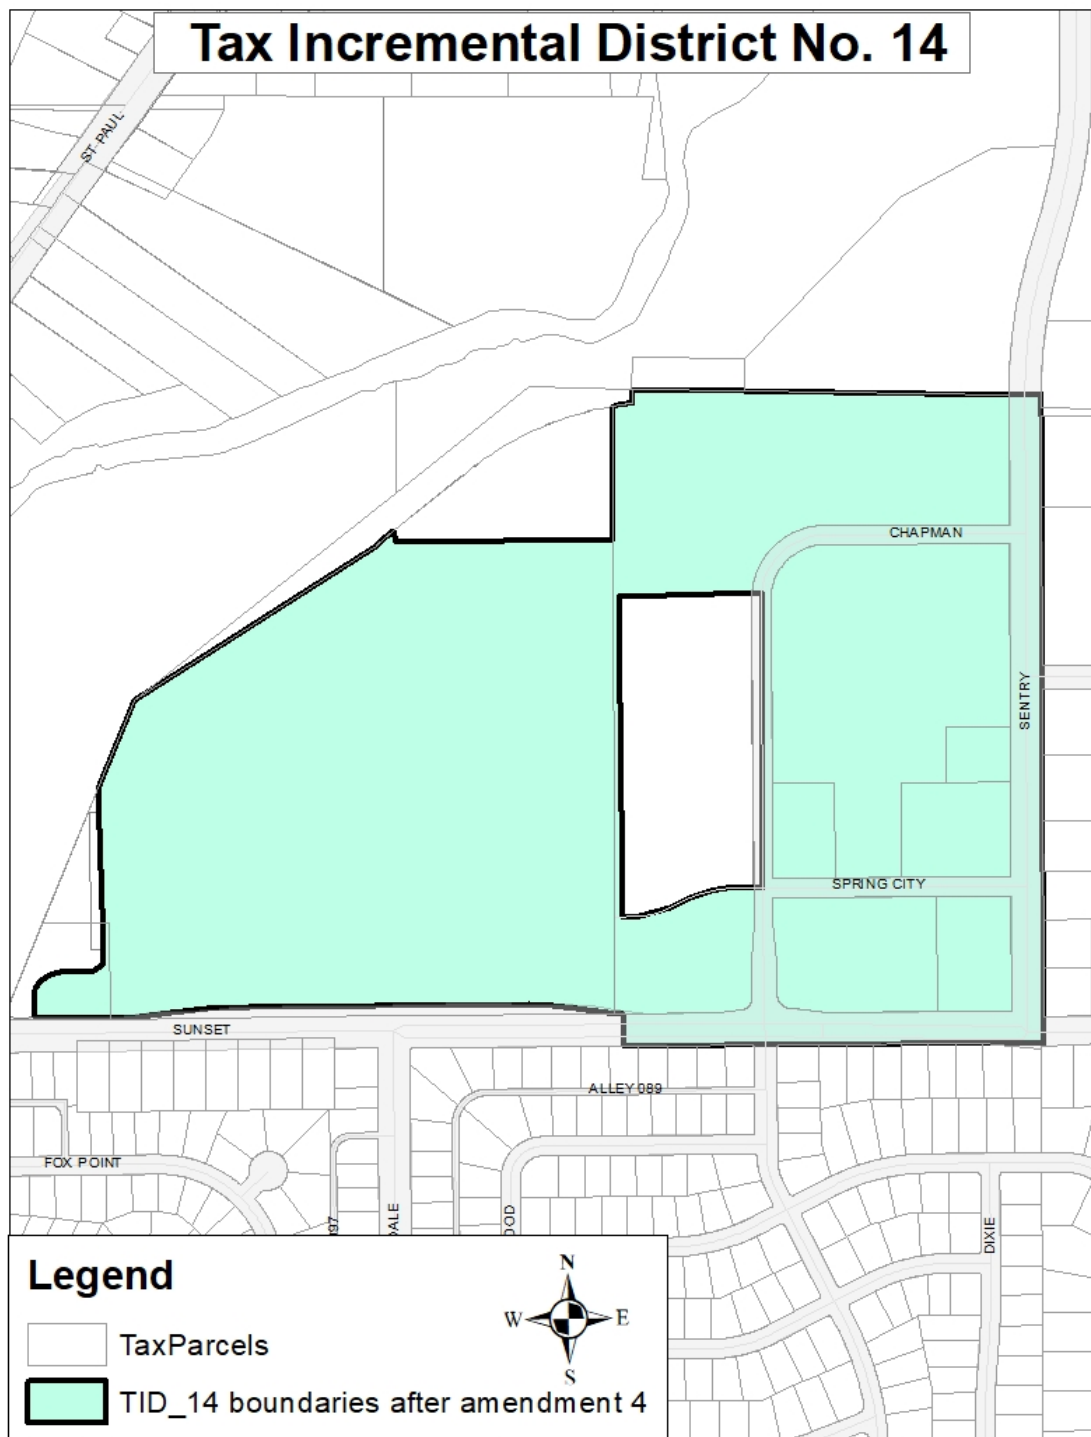 Tax Incremental District No. 14
ST PAUL
CHAPMAN
SENTRY
SPRING CITY
SUNSET
ALLEY 089
FOX POINT
DIXIE
Legend
N
W
E
S
TaxParcels
TID_14 boundaries after amendment 4